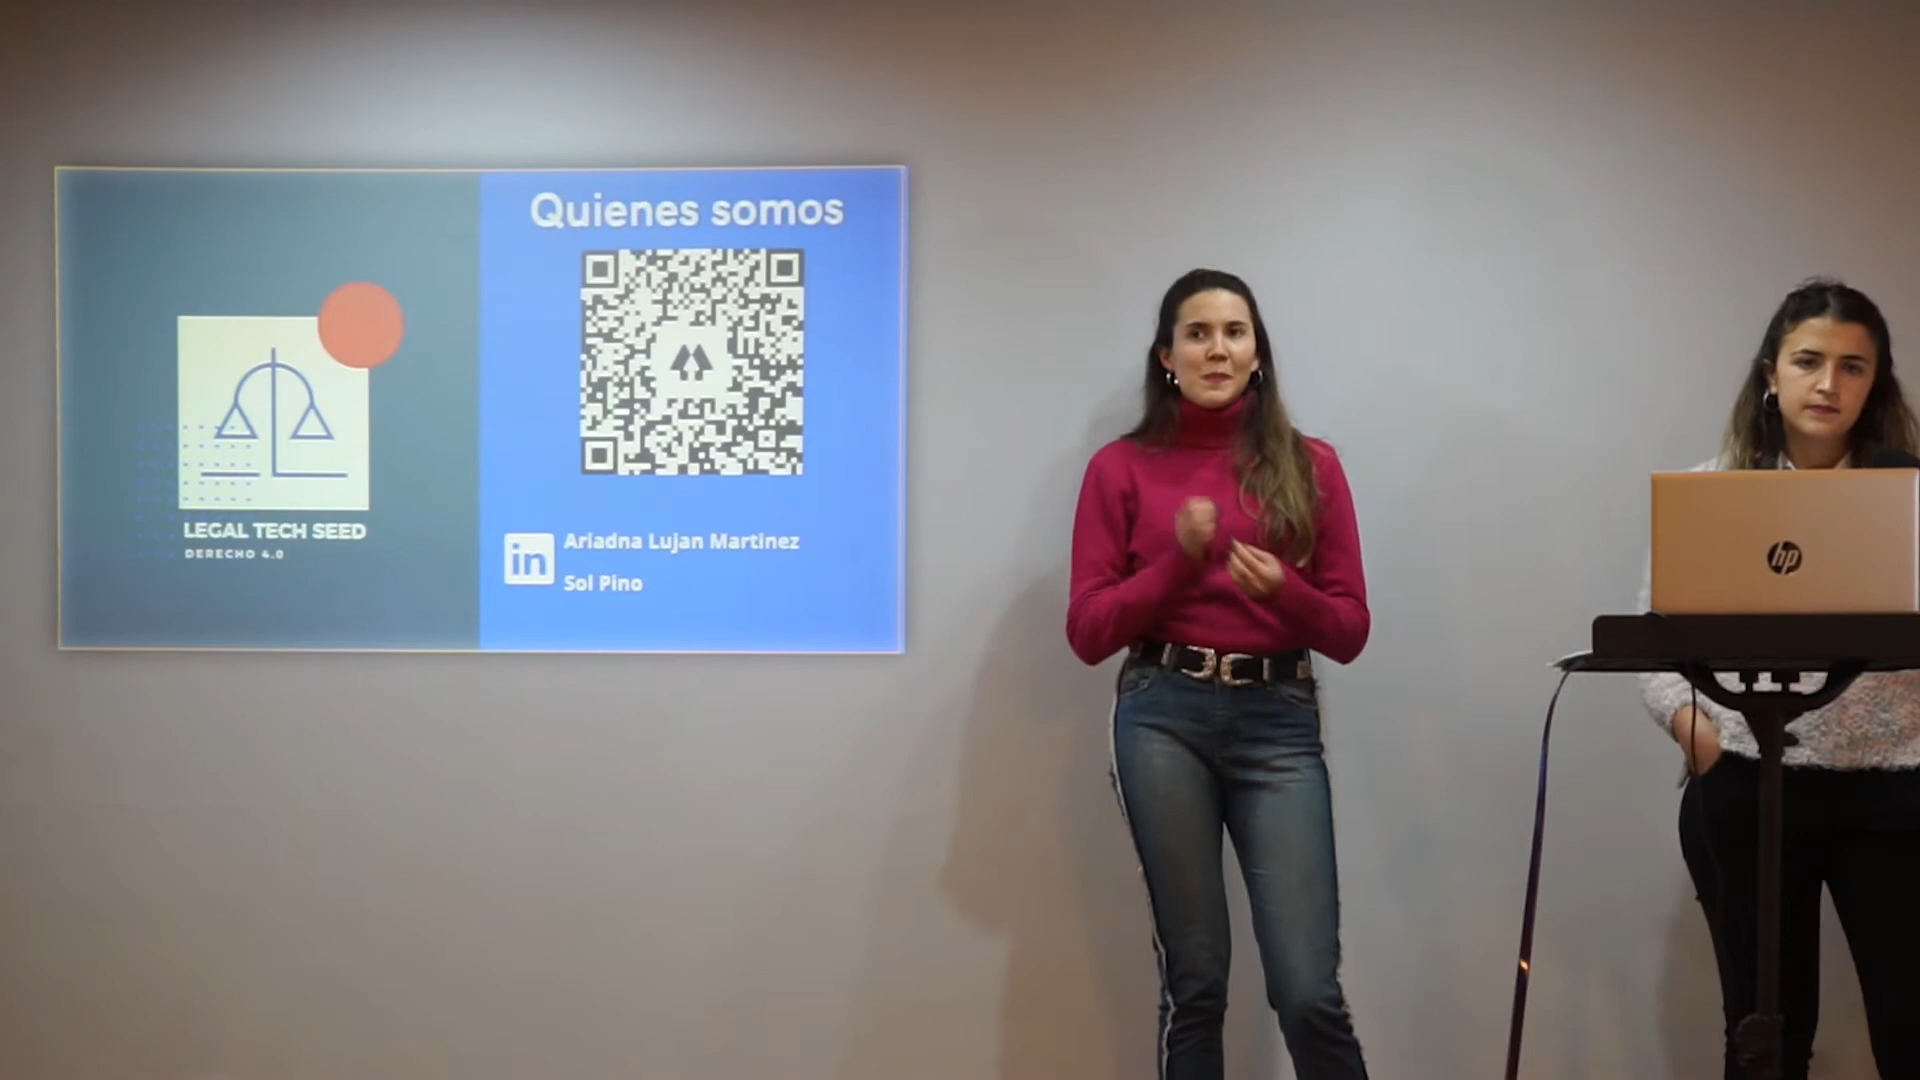 Quienes somos
LEGAL TECH SEED
DERECHO 4.0
in
Ariadna Lujan Martinez
Sol Pino
hp